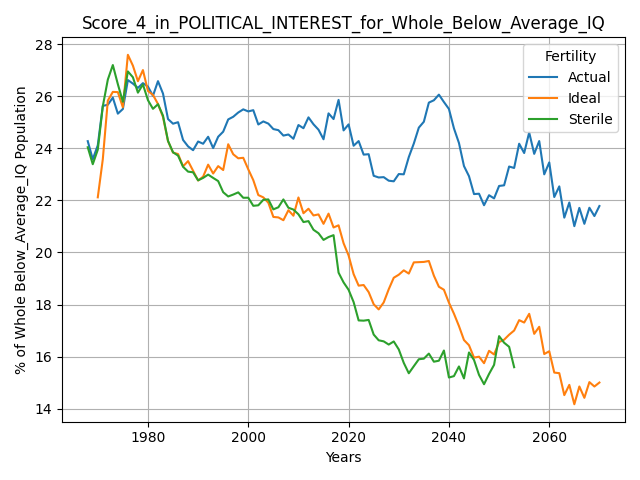 Score_4_in_POLITICAL_INTEREST_for_Whole_Below_Average_IQ
% of Whole Below_Average_IQ Population
28
26
24
22
20
18
16
14
Fertility
Actual
Ideal
Sterile
1980
2000
2020
2040
2060
Years